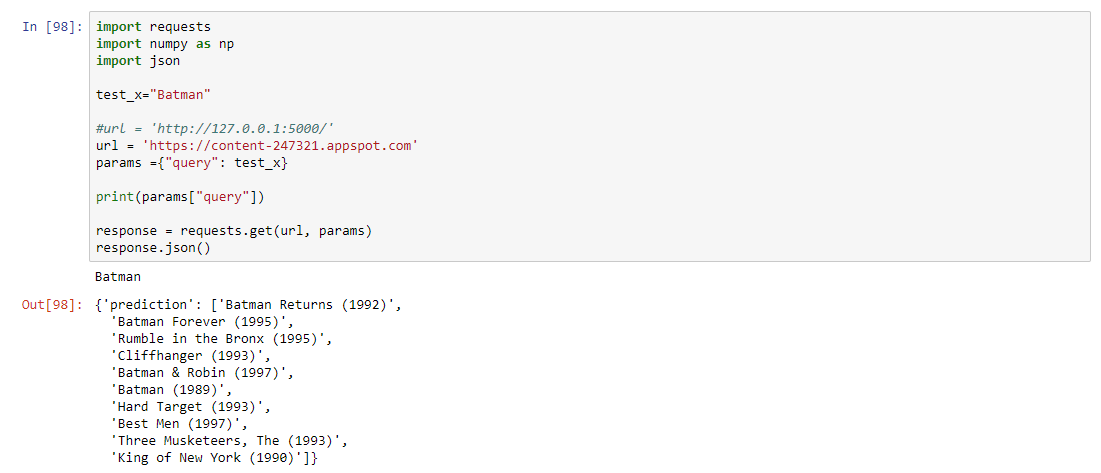 In [98]: import requests
import numpy as np
import json
test_x="Batman"
#url = 'http://127.0.0.1:5000/'
url = 'https://content-247321.appspot.com'
params ={"query": test_x}
print(params["query"])
response = requests.get(url, params)
response.json()
Batman
Out[98]: {'prediction': ['Batman Returns (1992)',
'Batman Forever (1995)',
'Rumble in the Bronx (1995)',
'Cliffhanger (1993)',
'Batman & Robin (1997)',
'Batman (1989)',
'Hard Target (1993)',
'Best Men (1997)',
'Three Musketeers, The (1993)',
'King of New York (1990)']}